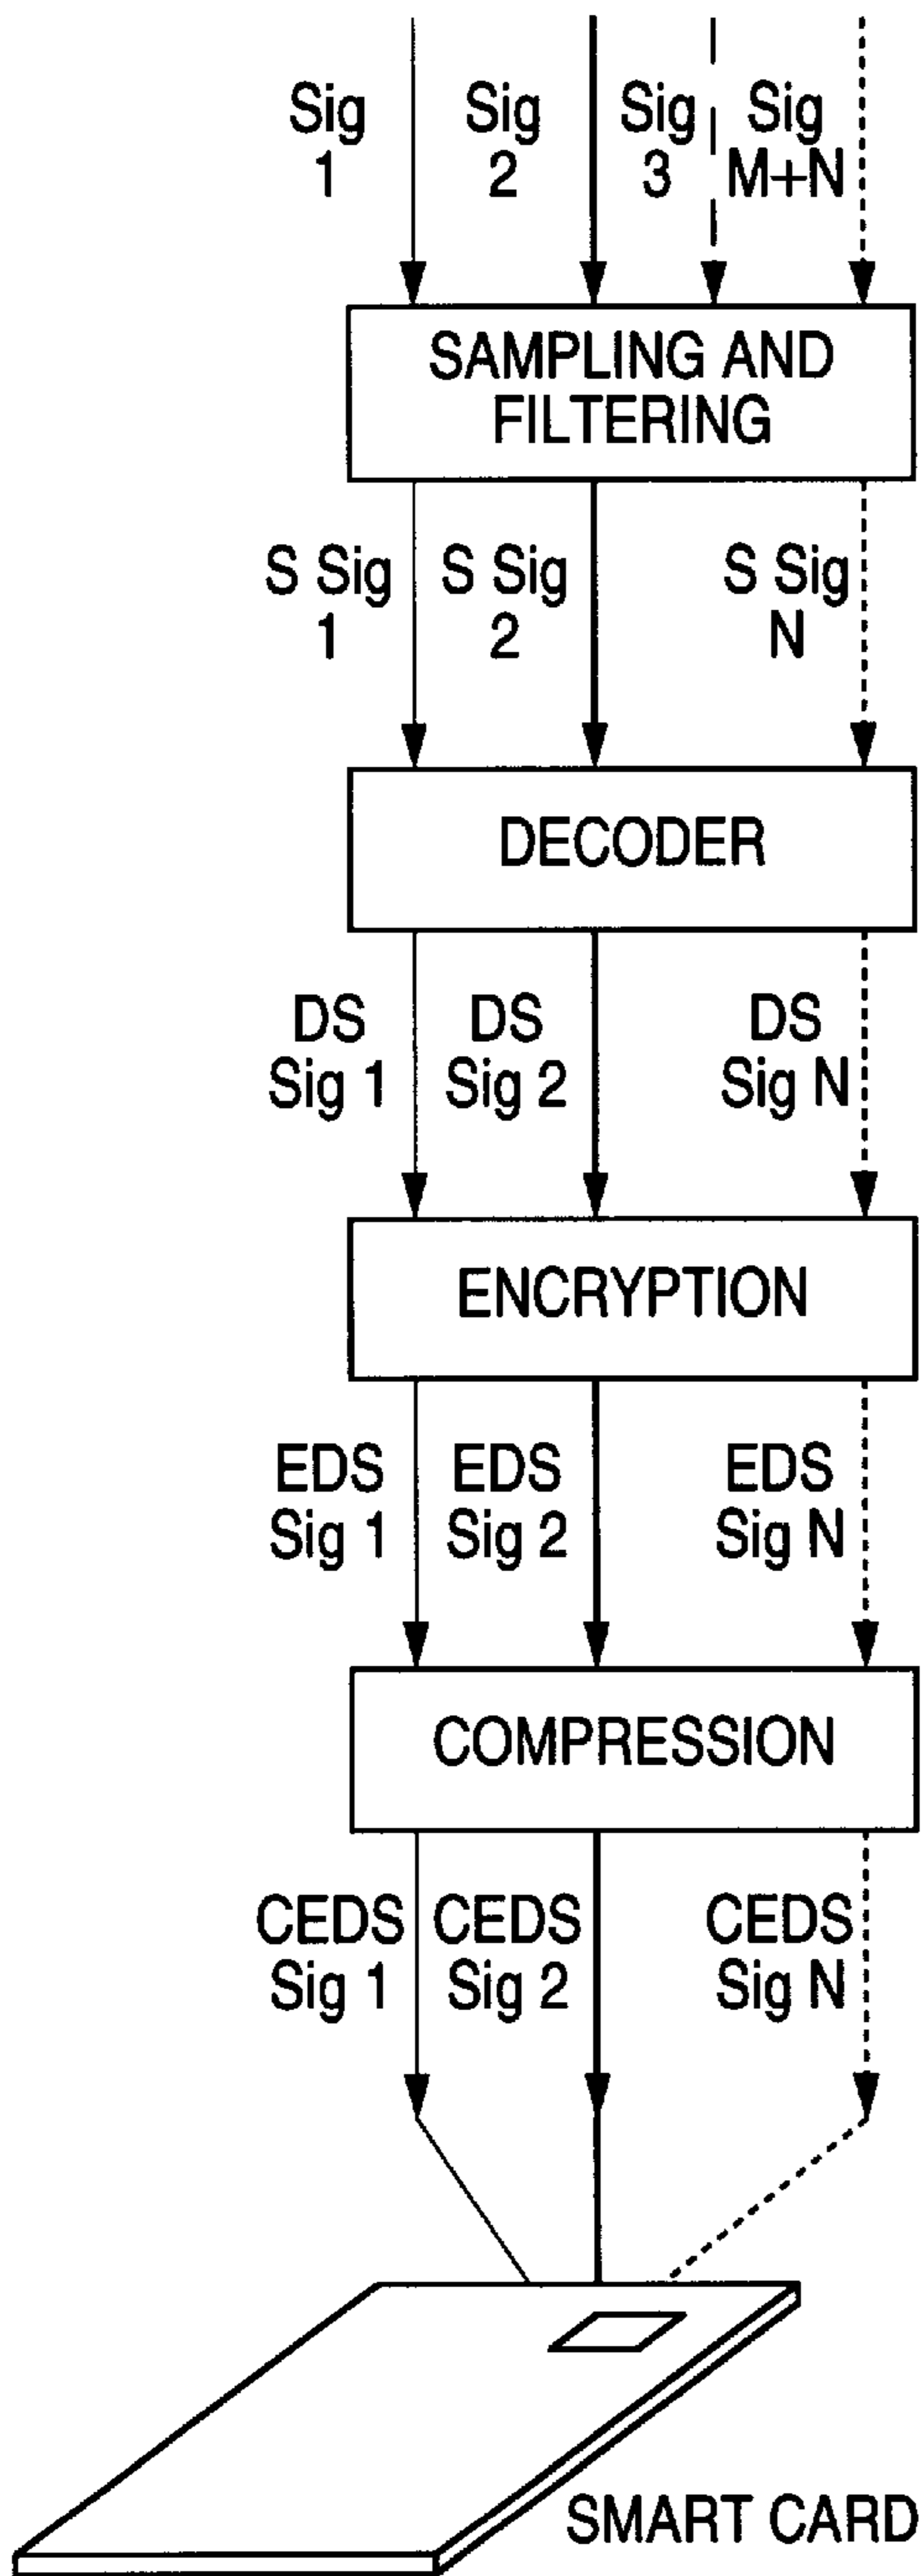 Sig 1
Sig 2
Sig 3
Sig M+N
SAMPLING AND
FILTERING
S Sig 1
S Sig 2
S Sig N
DECODER
DS Sig 1
DS Sig 2
DS Sig N
ENCRYPTION
EDS Sig 1
EDS Sig 2
EDS Sig N
COMPRESSION
CEDS Sig 1
CEDS Sig 2
CEDS Sig N
SMART CARD